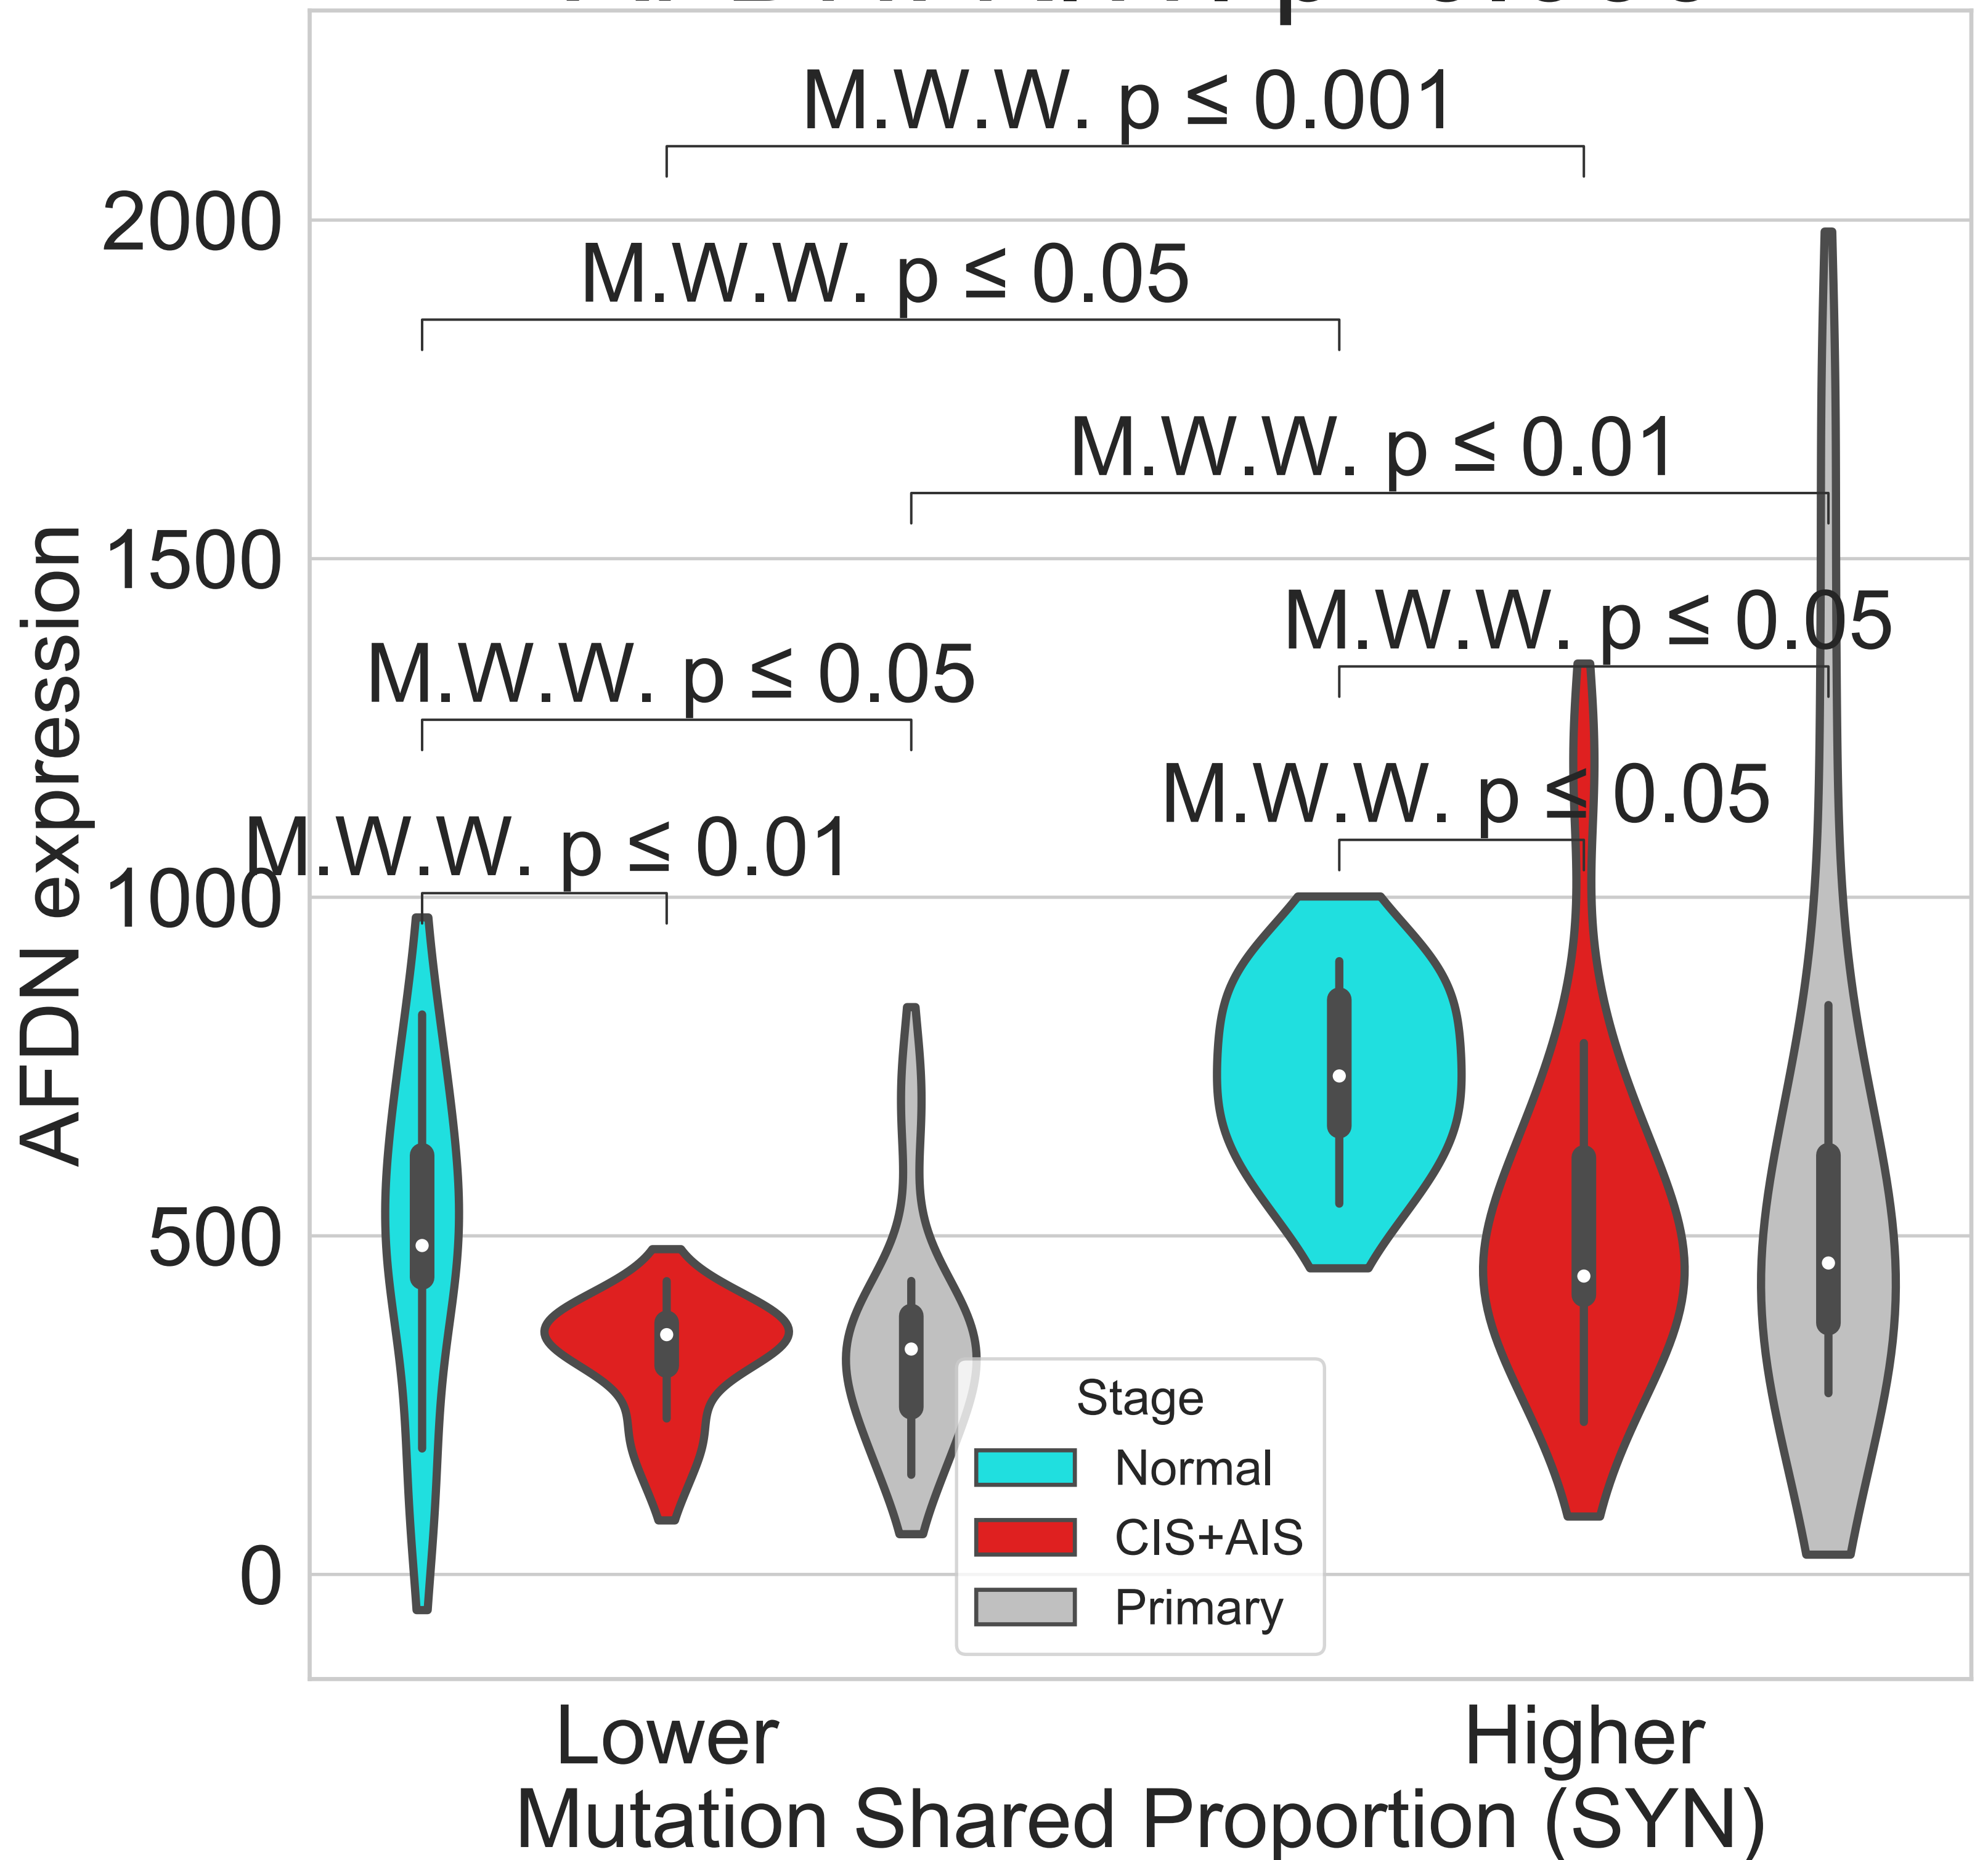 M.W.W. p ≤ 0.001
2000
M.W.W. p ≤ 0.05
M.W.W. p ≤ 0.01
1500
M.W.W. p ≤ 0.05
M.W.W. p ≤ 0.05
M.W.W. p ≤ 0.05
M.W.W. p ≤ 0.01
1000
AFDN expression
500
0
Stage
Normal
CIS+AIS
Primary
Lower
Higher
Mutation Shared Proportion (SYN)